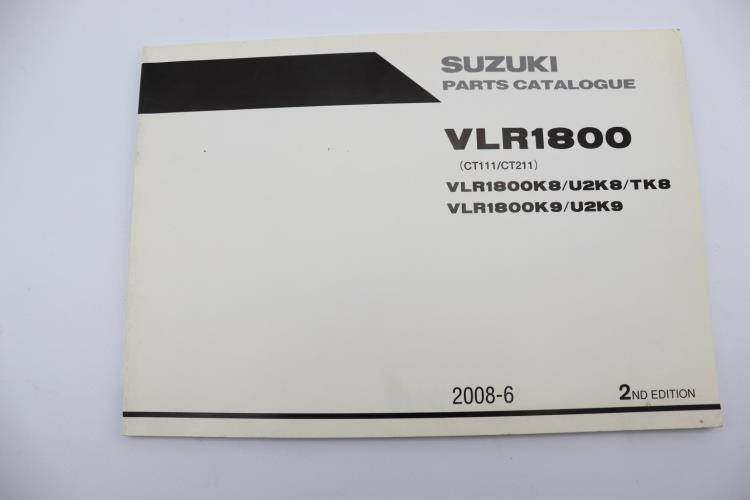 SUZUKI
PARTS CATALOGUE
VLR1800
(CT111/CT211)
VLR1800K8/U2K8/TK8
VLR1800K9/U2K9
2008-6
2ND EDITION